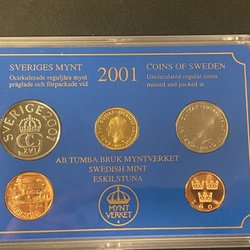 SVERIGES MYNT
Ocirkulerade reguljära mynt
präglade och förpackade vid
2001
COINS OF SWEDEN
Uncirculated regular coins
minted and packed at
SVERIGE 2001
AB TUMBA BRUK MYNTVERKET
SWEDISH MINT
ESKILSTUNA
MYNT
VERKET